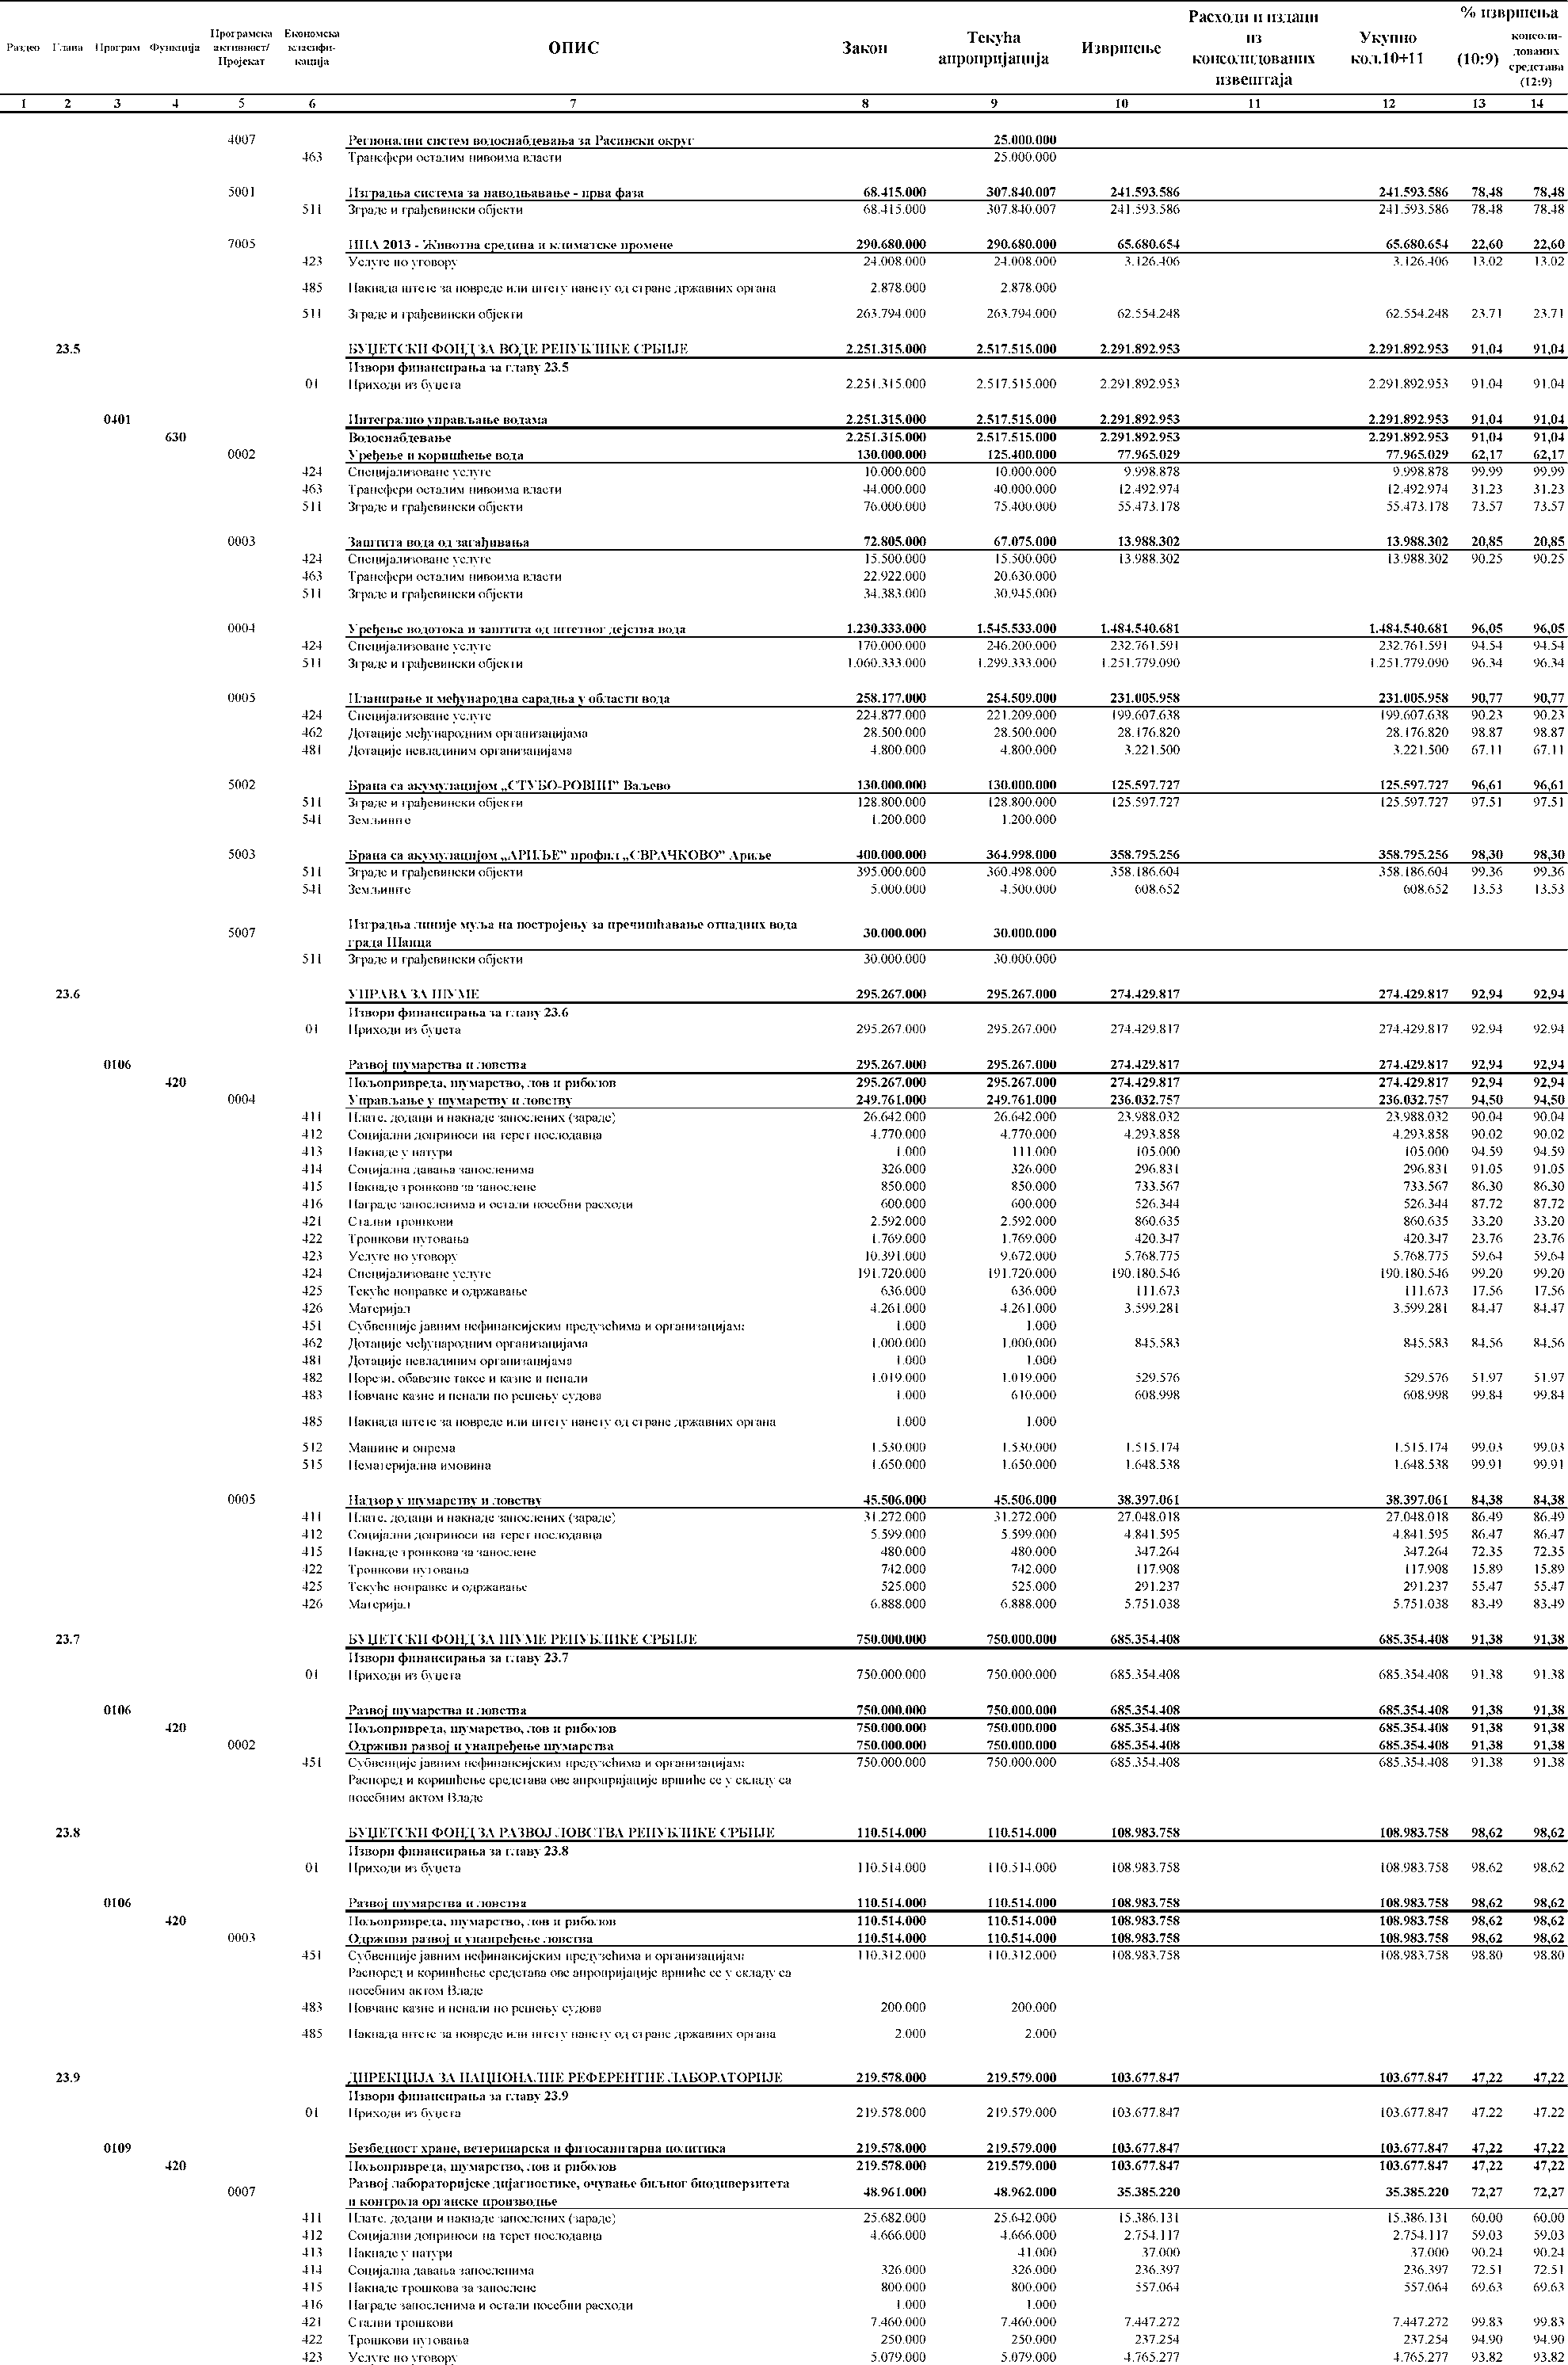 Раздео Глава Програм Функција Програмска активност/ Пројекат Економска класифи- кација ОПИС Закон Текућа апропријација Извршење Расходи и издаци из консолидованих извештаја Укупно кол.10+11 % извршења (10:9) консоли- дованих средстава (12:9)
1 2 3 4 5 6 7 8 9 10 11 12 13 14
4007 Регионални систем водоснабдевања за Расински округ 25.000.000
463 Трансфери осталим нивоима власти 25.000.000
5001 Изградња система за наводњавање - прва фаза 68.415.000 307.840.007 241.593.586 241.593.586 78,48 78,48
511 Зграде и грађевински објекти 68.415.000 307.840.007 241.593.586 241.593.586 78.48 78.48
7005 ИПА 2013 - Животна средина и климатске промене 290.680.000 290.680.000 65.680.654 65.680.654 22,60 22,60
423 Услуге по уговору 24.008.000 24.008.000 3.126.406 3.126.406 13.02 13.02
485 Накнада штете за повреде или штету нанету од стране државних органа 2.878.000 2.878.000
511 Зграде и грађевински објекти 263.794.000 263.794.000 62.554.248 62.554.248 23.71 23.71
23.5 БУЏЕТСКИ ФОНД ЗА ВОДЕ РЕПУБЛИКЕ СРБИЈЕ 2.251.315.000 2.517.515.000 2.291.892.953 2.291.892.953 91,04 91,04
Извори финансирања за главу 23.5
01 Приходи из буџета 2.251.315.000 2.517.515.000 2.291.892.953 2.291.892.953 91.04 91.04
0401 Интегрално управљање водама 2.251.315.000 2.517.515.000 2.291.892.953 2.291.892.953 91,04 91,04
630 Водоснабдевање 2.251.315.000 2.517.515.000 2.291.892.953 2.291.892.953 91,04 91,04
0002 Уређење и коришћење вода 130.000.000 125.400.000 77.965.029 77.965.029 62,17 62,17
424 Специјализоване услуге 10.000.000 10.000.000 9.998.878 9.998.878 99.99 99.99
463 Трансфери осталим нивоима власти 44.000.000 40.000.000 12.492.974 12.492.974 31.23 31.23
511 Зграде и грађевински објекти 76.000.000 75.400.000 55.473.178 55.473.178 73.57 73.57
0003 Заштита вода од загађивања 72.805.000 67.075.000 13.988.302 13.988.302 20,85 20,85
424 Специјализоване услуге 15.500.000 15.500.000 13.988.302 13.988.302 90.25 90.25
463 Трансфери осталим нивоима власти 22.922.000 20.630.000
511 Зграде и грађевински објекти 34.383.000 30.945.000
0004 Уређење водотока и заштита од штетног дејства вода 1.230.333.000 1.545.533.000 1.484.540.681 1.484.540.681 96,05 96,05
424 Специјализоване услуге 170.000.000 246.200.000 232.761.591 232.761.591 94.54 94.54
511 Зграде и грађевински објекти 1.060.333.000 1.299.333.000 1.251.779.090 1.251.779.090 96.34 96.34
0005 Планирање и међународна сарадња у области вода 258.177.000 254.509.000 231.005.958 231.005.958 90,77 90,77
424 Специјализоване услуге 224.877.000 221.209.000 199.607.638 199.607.638 90.23 90.23
462 Дотације међународним организацијама 28.500.000 28.500.000 28.176.820 28.176.820 98.87 98.87
481 Дотације невладиним организацијама 4.800.000 4.800.000 3.221.500 3.221.500 67.11 67.11
5002 Брана са акумулацијом „СТУБО-РОВНИ” Ваљево 130.000.000 130.000.000 125.597.727 125.597.727 96,61 96,61
511 Зграде и грађевински објекти 128.800.000 128.800.000 125.597.727 125.597.727 97.51 97.51
541 Земљиште 1.200.000 1.200.000
5003 Брана са акумулацијом „АРИЉЕ” профил „СВРАЧКОВО” Ариље 400.000.000 364.998.000 358.795.256 358.795.256 98,30 98,30
511 Зграде и грађевински објекти 395.000.000 360.498.000 358.186.604 358.186.604 99.36 99.36
541 Земљиште 5.000.000 4.500.000 608.652 608.652 13.53 13.53
5007 Изградња линије муља на постројењу за пречишћавање отпадних вода
града Шапца 30.000.000 30.000.000
511 Зграде и грађевински објекти 30.000.000 30.000.000
23.6 УПРАВА ЗА ШУМЕ 295.267.000 295.267.000 274.429.817 274.429.817 92,94 92,94
Извори финансирања за главу 23.6
01 Приходи из буџета 295.267.000 295.267.000 274.429.817 274.429.817 92.94 92.94
0106 Развој шумарства и ловства 295.267.000 295.267.000 274.429.817 274.429.817 92,94 92,94
420 Пољопривреда, шумарство, лов и риболов 295.267.000 295.267.000 274.429.817 274.429.817 92,94 92,94
0004 Управљање у шумарству и ловству 249.761.000 249.761.000 236.032.757 236.032.757 94,50 94,50
411 Плате, додаци и накнаде запослених (зараде) 26.642.000 26.642.000 23.988.032 23.988.032 90.04 90.04
412 Социјални доприноси на терет послодавца 4.770.000 4.770.000 4.293.858 4.293.858 90.02 90.02
413 Накнаде у натури 1.000 111.000 105.000 105.000 94.59 94.59
414 Социјална давања запосленима 326.000 326.000 296.831 296.831 91.05 91.05
415 Накнаде трошкова за запослене 850.000 850.000 733.567 733.567 86.30 86.30
416 Награде запосленима и остали посебни расходи 600.000 600.000 526.344 526.344 87.72 87.72
421 Стални трошкови 2.592.000 2.592.000 860.635 860.635 33.20 33.20
422 Трошкови путовања 1.769.000 1.769.000 420.347 420.347 23.76 23.76
423 Услуге по уговору 10.391.000 9.672.000 5.768.775 5.768.775 59.64 59.64
424 Специјализоване услуге 191.720.000 191.720.000 190.180.546 190.180.546 99.20 99.20
425 Текуће поправке и одржавање 636.000 636.000 111.673 111.673 17.56 17.56
426 Материјал 4.261.000 4.261.000 3.599.281 3.599.281 84.47 84.47
451 Субвенције јавним нефинансијским предузећима и организацијама 1.000 1.000
462 Дотације међународним организацијама 1.000.000 1.000.000 845.583 845.583 84.56 84.56
481 Дотације невладиним организацијама 1.000 1.000
482 Порези, обавезне таксе и казне и пенали 1.019.000 1.019.000 529.576 529.576 51.97 51.97
483 Новчане казне и пенали по решењу судова 1.000 610.000 608.998 608.998 99.84 99.84
485 Накнада штете за повреде или штету нанету од стране државних органа 1.000 1.000
512 Машине и опрема 1.530.000 1.530.000 1.515.174 1.515.174 99.03 99.03
515 Нематеријална имовина 1.650.000 1.650.000 1.648.538 1.648.538 99.91 99.91
0005 Надзор у шумарству и ловству 45.506.000 45.506.000 38.397.061 38.397.061 84,38 84,38
411 Плате, додаци и накнаде запослених (зараде) 31.272.000 31.272.000 27.048.018 27.048.018 86.49 86.49
412 Социјални доприноси на терет послодавца 5.599.000 5.599.000 4.841.595 4.841.595 86.47 86.47
415 Накнаде трошкова за запослене 480.000 480.000 347.264 347.264 72.35 72.35
422 Трошкови путовања 742.000 742.000 117.908 117.908 15.89 15.89
425 Текуће поправке и одржавање 525.000 525.000 291.237 291.237 55.47 55.47
426 Материјал 6.888.000 6.888.000 5.751.038 5.751.038 83.49 83.49
23.7 БУЏЕТСКИ ФОНД ЗА ШУМЕ РЕПУБЛИКЕ СРБИЈЕ 750.000.000 750.000.000 685.354.408 685.354.408 91,38 91,38
Извори финансирања за главу 23.7
01 Приходи из буџета 750.000.000 750.000.000 685.354.408 685.354.408 91.38 91.38
0106 Развој шумарства и ловства 750.000.000 750.000.000 685.354.408 685.354.408 91,38 91,38
420 Пољопривреда, шумарство, лов и риболов 750.000.000 750.000.000 685.354.408 685.354.408 91,38 91,38
0002 Одрживи развој и унапређење шумарства 750.000.000 750.000.000 685.354.408 685.354.408 91,38 91,38
451 Субвенције јавним нефинансијским предузећима и организацијама 750.000.000 750.000.000 685.354.408 685.354.408 91.38 91.38
Распоред и коришћење средстава ове апропријације вршиће се у складу са
посебним актом Владе
23.8 БУЏЕТСКИ ФОНД ЗА РАЗВОЈ ЛОВСТВА РЕПУБЛИКЕ СРБИЈЕ 110.514.000 110.514.000 108.983.758 108.983.758 98,62 98,62
Извори финансирања за главу 23.8
01 Приходи из буџета 110.514.000 110.514.000 108.983.758 108.983.758 98.62 98.62
0106 Развој шумарства и ловства 110.514.000 110.514.000 108.983.758 108.983.758 98,62 98,62
420 Пољопривреда, шумарство, лов и риболов 110.514.000 110.514.000 108.983.758 108.983.758 98,62 98,62
0003 Одрживи развој и унапређење ловства 110.514.000 110.514.000 108.983.758 108.983.758 98,62 98,62
451 Субвенције јавним нефинансијским предузећима и организацијама 110.312.000 110.312.000 108.983.758 108.983.758 98.80 98.80
Распоред и коришћење средстава ове апропријације вршиће се у складу са
посебним актом Владе
483 Новчане казне и пенали по решењу судова 200.000 200.000
485 Накнада штете за повреде или штету нанету од стране државних органа 2.000 2.000
23.9 ДИРЕКЦИЈА ЗА НАЦИОНАЛНЕ РЕФЕРЕНТНЕ ЛАБОРАТОРИЈЕ 219.578.000 219.579.000 103.677.847 103.677.847 47,22 47,22
Извори финансирања за главу 23.9
01 Приходи из буџета 219.578.000 219.579.000 103.677.847 103.677.847 47.22 47.22
0109 Безбедност хране, ветеринарска и фитосанитарна политика 219.578.000 219.579.000 103.677.847 103.677.847 47,22 47,22
420 Пољопривреда, шумарство, лов и риболов 219.578.000 219.579.000 103.677.847 103.677.847 47,22 47,22
0007 Развој лабораторијске дијагностике, очување биљног биодиверзитета
и контрола органске производње 48.961.000 48.962.000 35.385.220 35.385.220 72,27 72,27
411 Плате, додаци и накнаде запослених (зараде) 25.682.000 25.642.000 15.386.131 15.386.131 60.00 60.00
412 Социјални доприноси на терет послодавца 4.666.000 4.666.000 2.754.117 2.754.117 59.03 59.03
413 Накнаде у натури 41.000 37.000 37.000 90.24 90.24
414 Социјална давања запосленима 326.000 326.000 236.397 236.397 72.51 72.51
415 Накнаде трошкова за запослене 800.000 800.000 557.064 557.064 69.63 69.63
416 Награде запосленима и остали посебни расходи 1.000 1.000
421 Стални трошкови 7.460.000 7.460.000 7.447.272 7.447.272 99.83 99.83
422 Трошкови путовања 250.000 250.000 237.254 237.254 94.90 94.90
423 Услуге по уговору 5.079.000 5.079.000 4.765.277 4.765.277 93.82 93.82